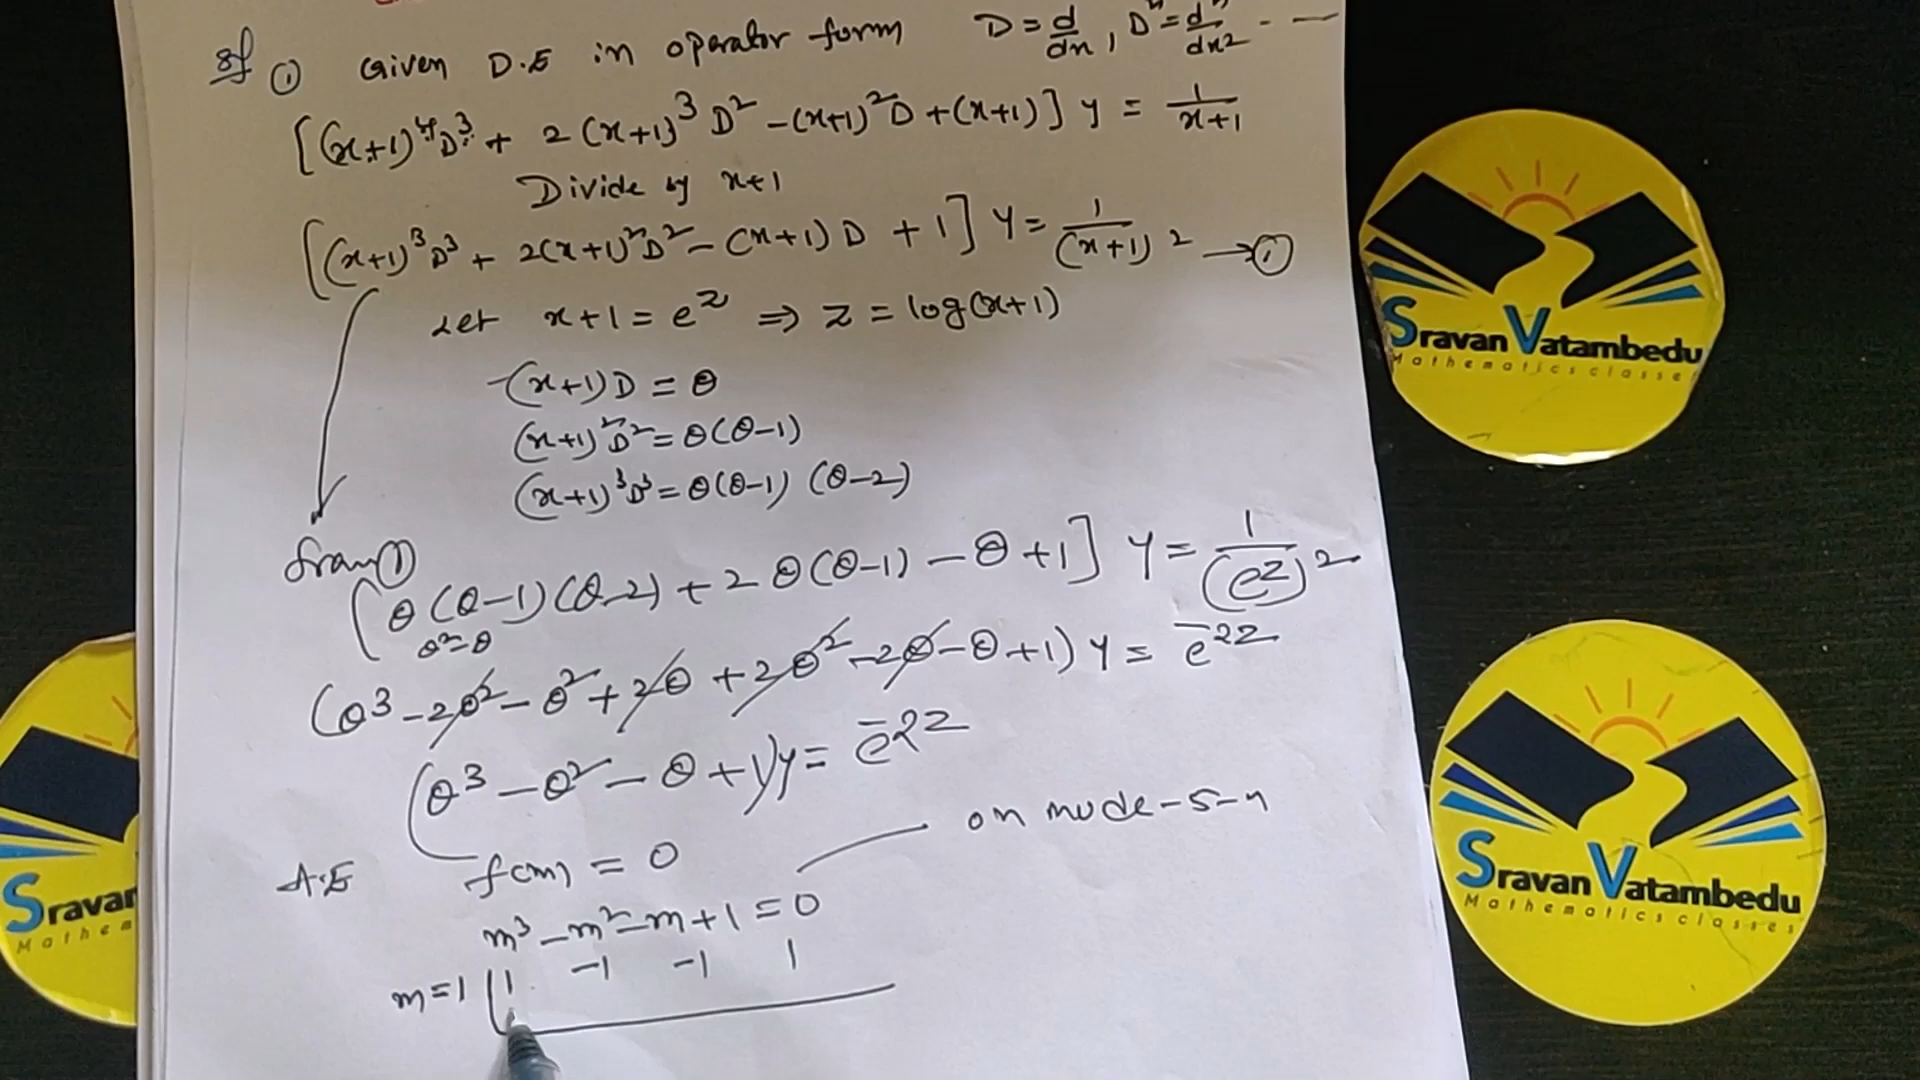 Sol ① Given D.E in operator form D = d/dx, D² = d²/dx² - —
[(x+1)⁴D³ + 2(x+1)³D² - (x+1)²D + (x+1)] y = 1/(x+1)
Divide by x+1
[(x+1)³D³ + 2(x+1)²D² - (x+1)D + 1] y = 1/(x+1)² → ①
Let x+1 = e^z ⇒ z = log(x+1)
(x+1)D = θ
(x+1)²D² = θ(θ-1)
(x+1)³D³ = θ(θ-1)(θ-2)
from ①
[θ(θ-1)(θ-2) + 2θ(θ-1) - θ + 1] y = 1/(e^z)²
θ²-θ
(θ³ - 2θ² - θ² + 2θ + 2θ² - 2θ - θ + 1) y = e^-2z
(θ³ - θ² - θ + 1) y = e^-2z
on mode-5-4
A.E f(m) = 0
m³ - m² - m + 1 = 0
m=1 | 1 -1 -1 1
Sravan Vatambedu
Mathematics classe
Sravan Vatambedu
Mathematics classes
Sravan
Mathem